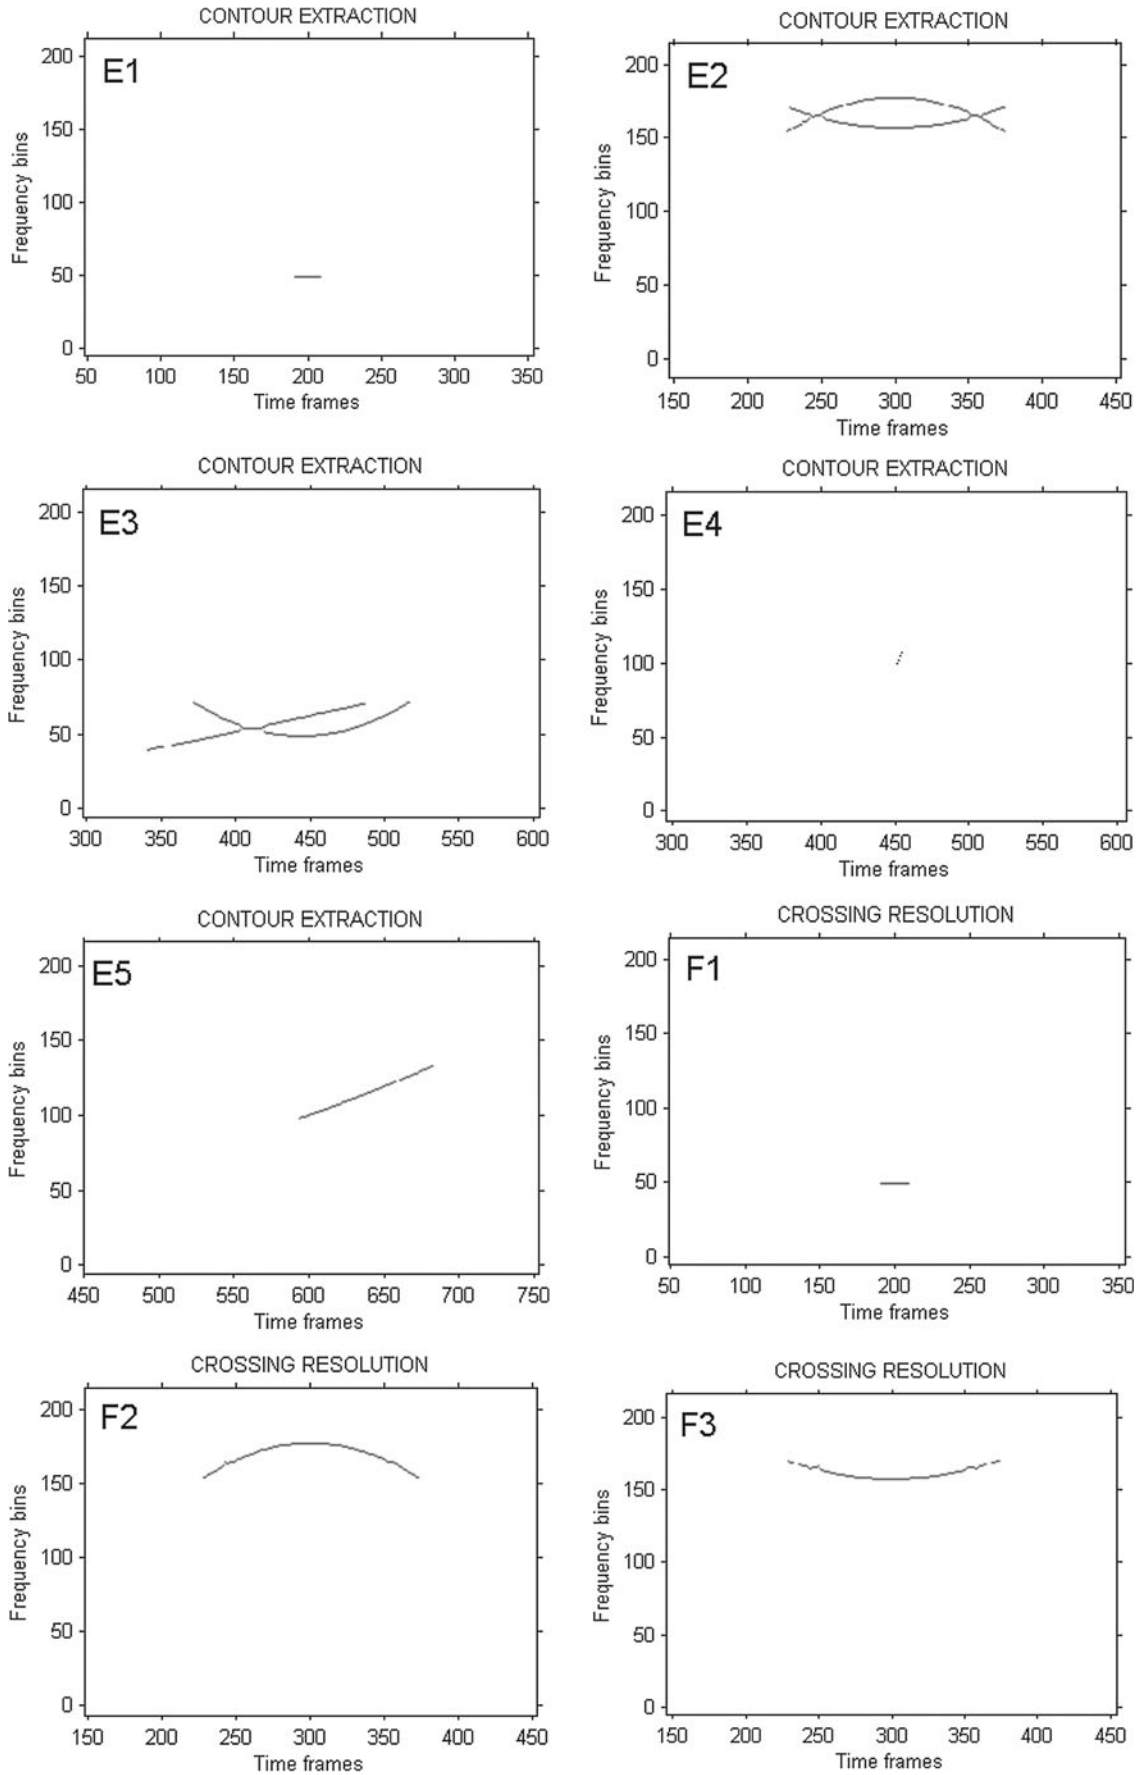 CONTOUR EXTRACTION
E1
200
150
100
50
0
Frequency bins
50 100 150 200 250 300 350
Time frames
CONTOUR EXTRACTION
E2
200
150
100
50
0
Frequency bins
150 200 250 300 350 400 450
Time frames
CONTOUR EXTRACTION
E3
200
150
100
50
0
Frequency bins
300 350 400 450 500 550 600
Time frames
CONTOUR EXTRACTION
E4
200
150
100
50
0
Frequency bins
300 350 400 450 500 550 600
Time frames
CONTOUR EXTRACTION
E5
200
150
100
50
0
Frequency bins
450 500 550 600 650 700 750
Time frames
CROSSING RESOLUTION
F1
200
150
100
50
0
Frequency bins
50 100 150 200 250 300 350
Time frames
CROSSING RESOLUTION
F2
200
150
100
50
0
Frequency bins
150 200 250 300 350 400 450
Time frames
CROSSING RESOLUTION
F3
200
150
100
50
0
Frequency bins
150 200 250 300 350 400 450
Time frames